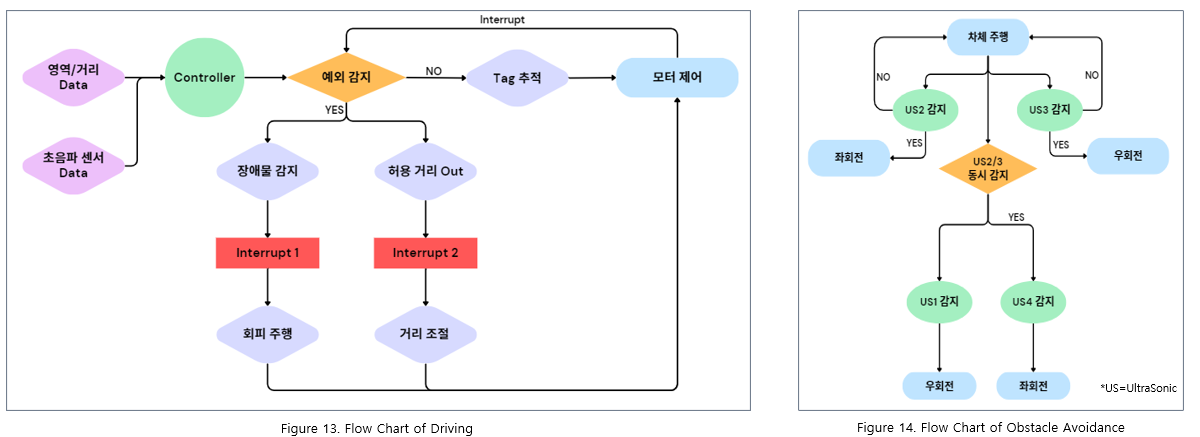 Interrupt
영역/거리
Data
Controller
예외 감지
NO
Tag 추적
모터 제어
YES
초음파 센서
Data
장애물 감지
허용 거리 Out
Interrupt 1
Interrupt 2
회피 주행
거리 조절
Figure 13. Flow Chart of Driving
차체 주행
NO
NO
US2 감지
US3 감지
YES
YES
좌회전
우회전
US2/3
동시 감지
YES
US1 감지
US4 감지
우회전
좌회전
*US=UltraSonic
Figure 14. Flow Chart of Obstacle Avoidance